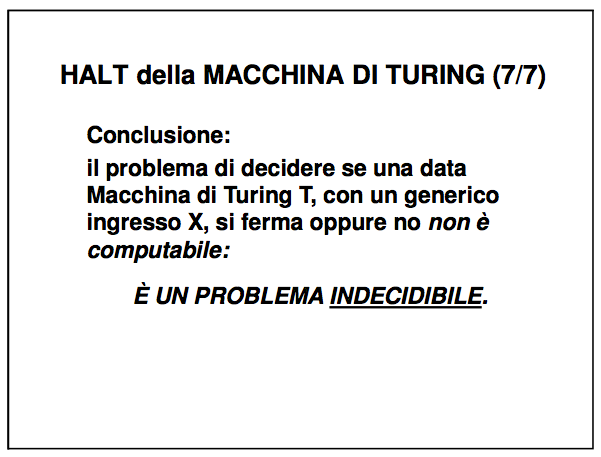 HALT della MACCHINA DI TURING (7/7)
Conclusione:
il problema di decidere se una data
Macchina di Turing T, con un generico
ingresso X, si ferma oppure no non è
computabile:
È UN PROBLEMA INDECIDIBILE.